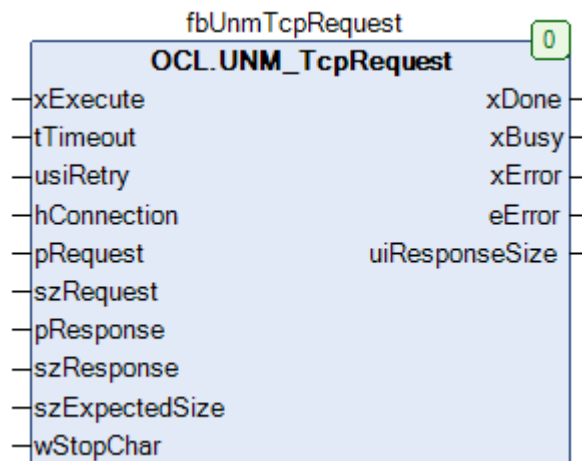 fbUnmTcpRequest
0
OCL.UNM_TcpRequest
xExecute xDone
tTimeout xBusy
usiRetry xError
hConnection eError
pRequest uiResponseSize
szRequest
pResponse
szResponse
szExpectedSize
wStopChar